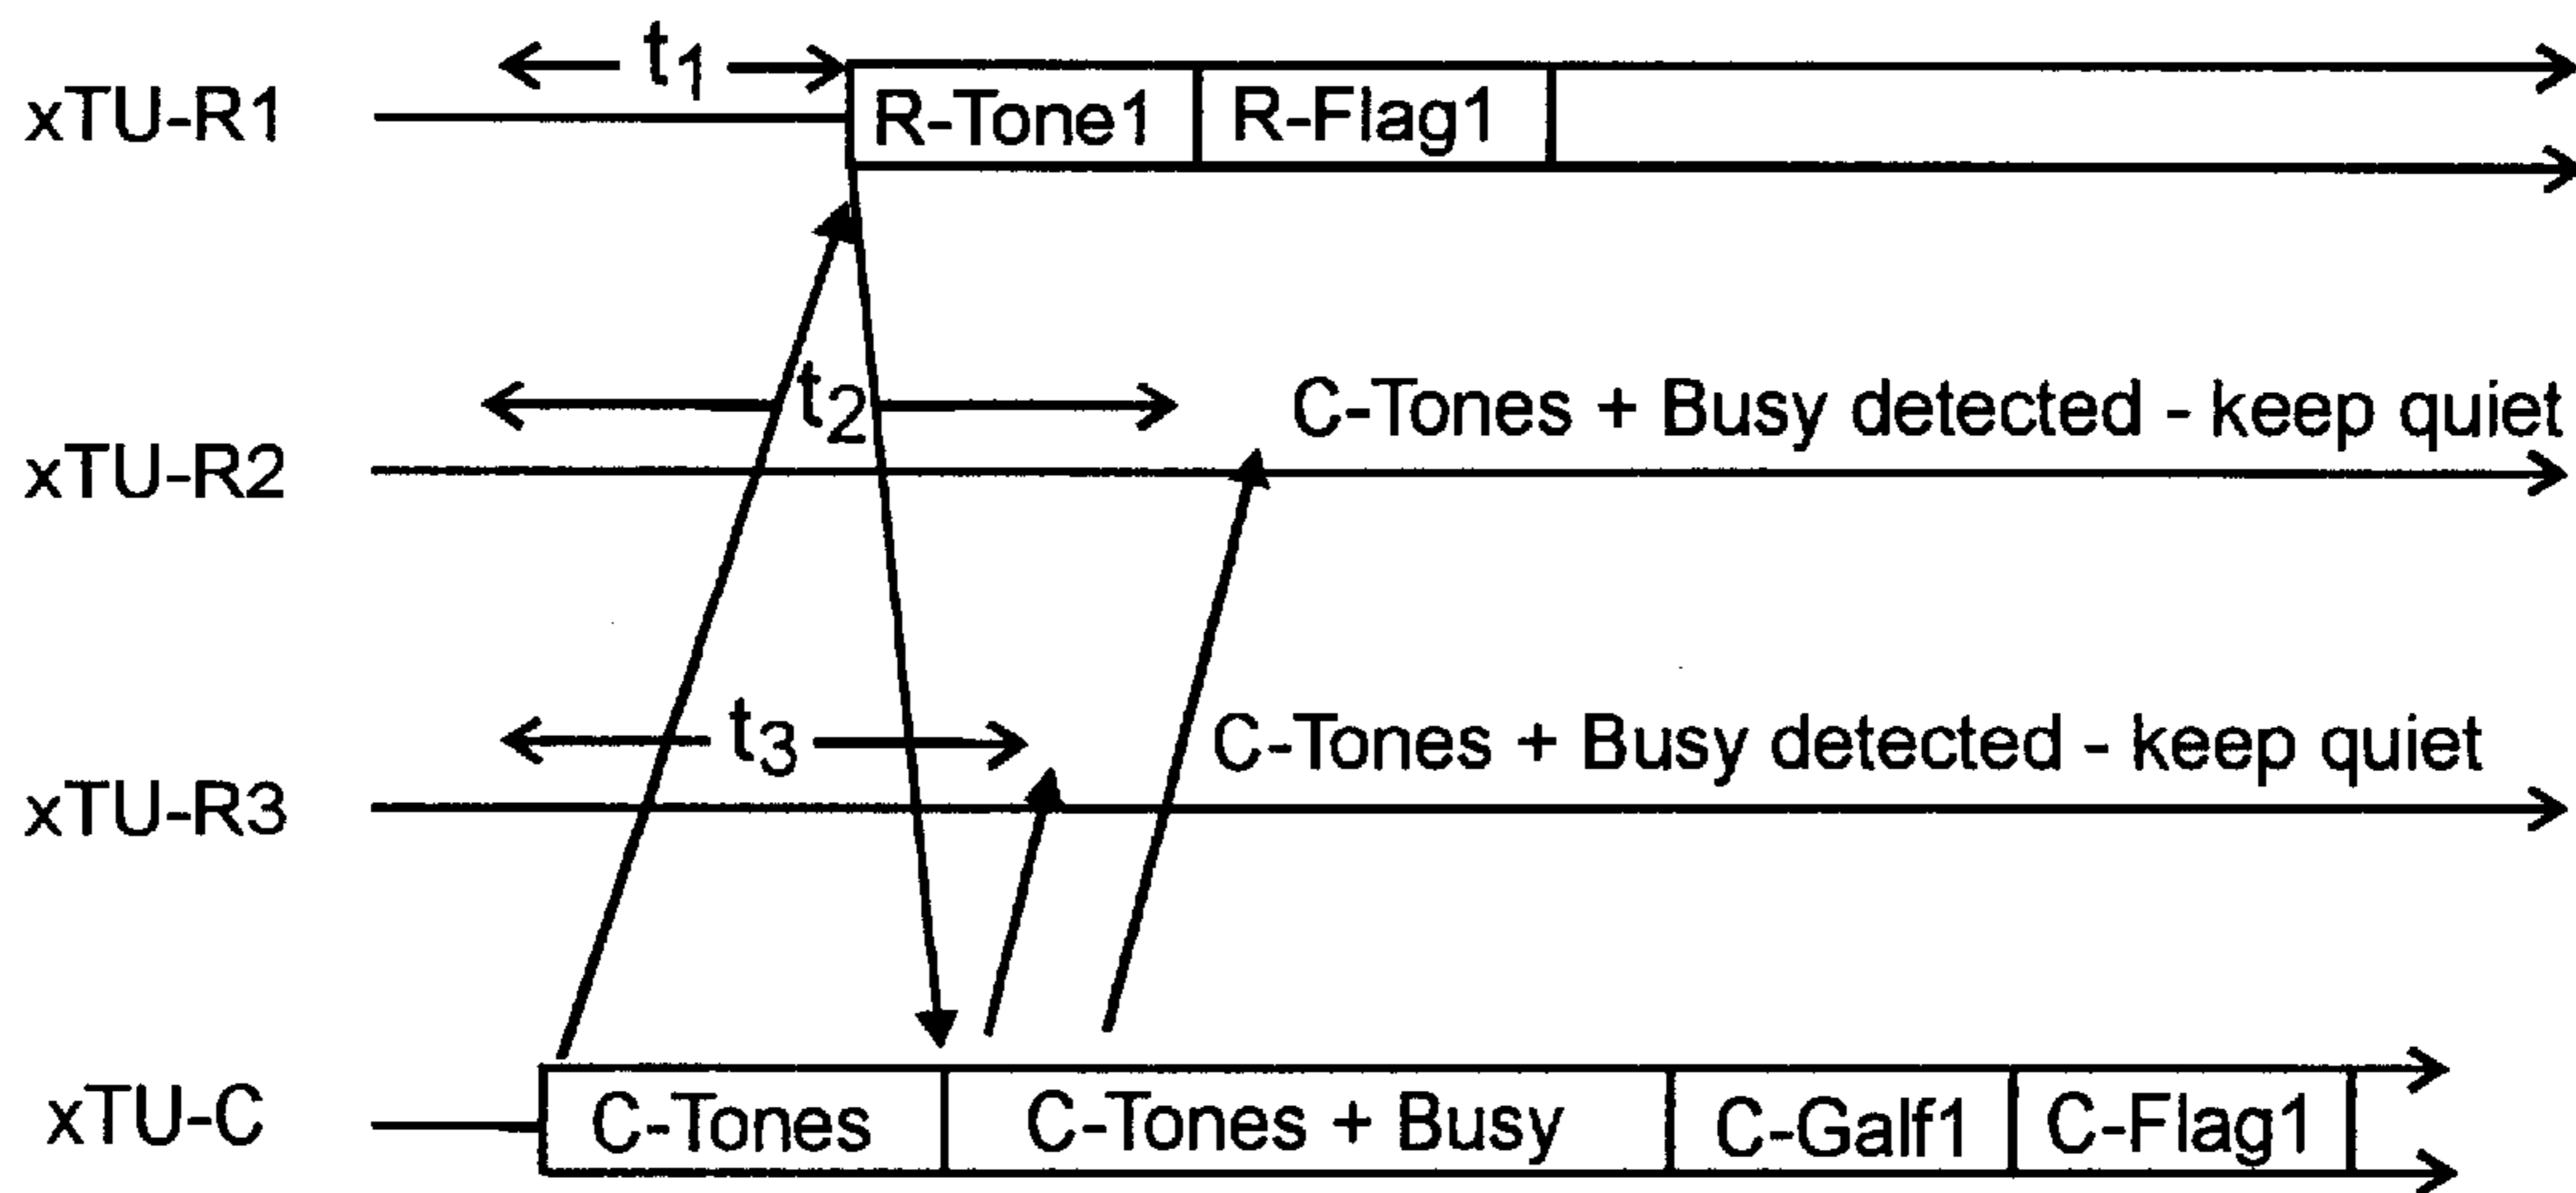 t1
xTU-R1
R-Tone1
R-Flag1
t2
C-Tones + Busy detected - keep quiet
xTU-R2
t3
C-Tones + Busy detected - keep quiet
xTU-R3
xTU-C
C-Tones
C-Tones + Busy
C-Galf1
C-Flag1